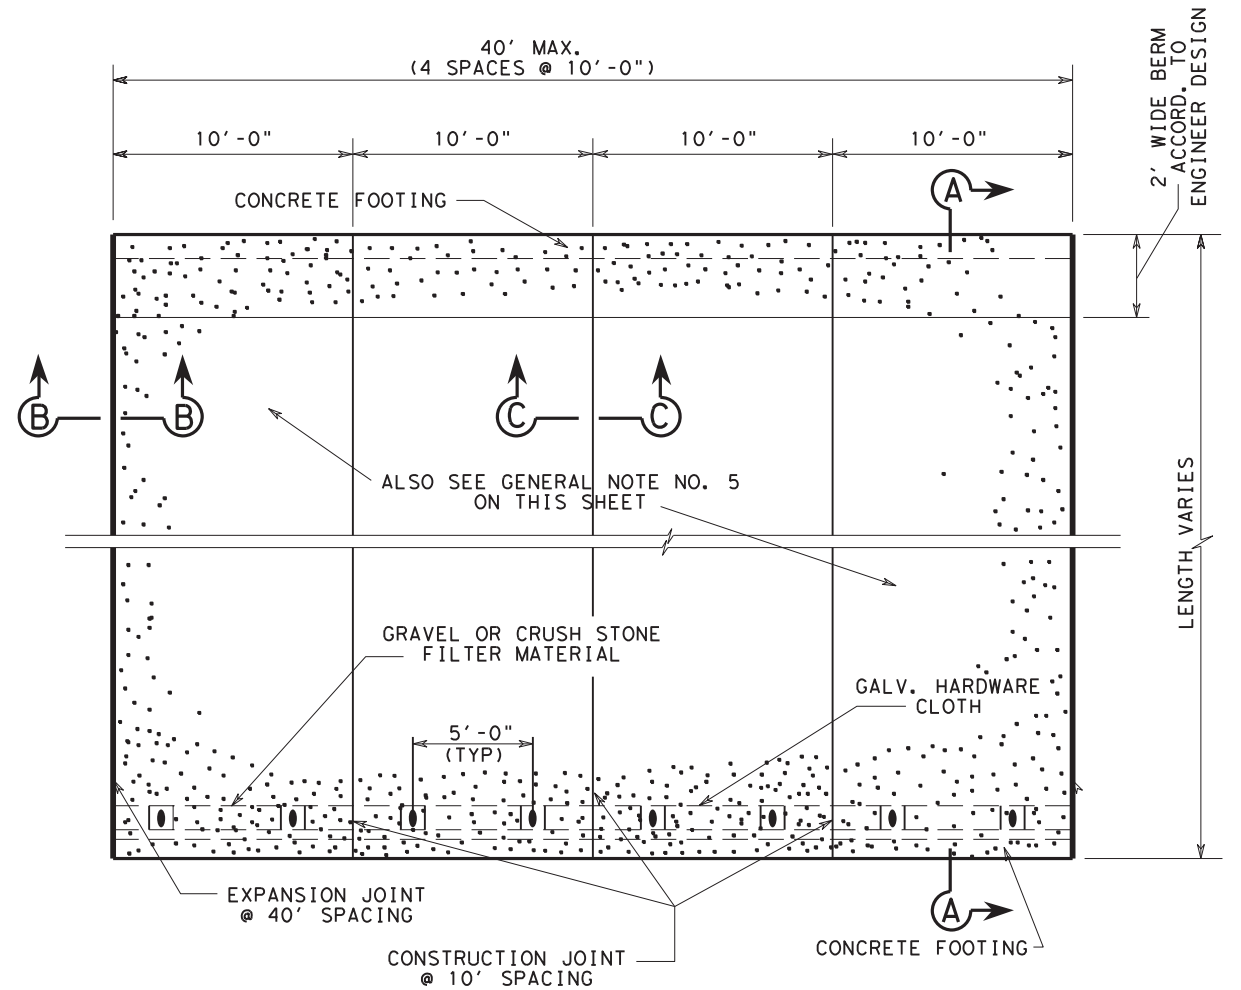 40' MAX.
(4 SPACES @ 10'-0")
10'-0"
10'-0"
10'-0"
10'-0"
2' WIDE BERM
ACCORD. TO
ENGINEER DESIGN
CONCRETE FOOTING
A
B
B
C
C
ALSO SEE GENERAL NOTE NO. 5
ON THIS SHEET
LENGTH VARIES
GRAVEL OR CRUSH STONE
FILTER MATERIAL
GALV. HARDWARE
CLOTH
5'-0"
(TYP)
EXPANSION JOINT
@ 40' SPACING
A
CONCRETE FOOTING
CONSTRUCTION JOINT
@ 10' SPACING